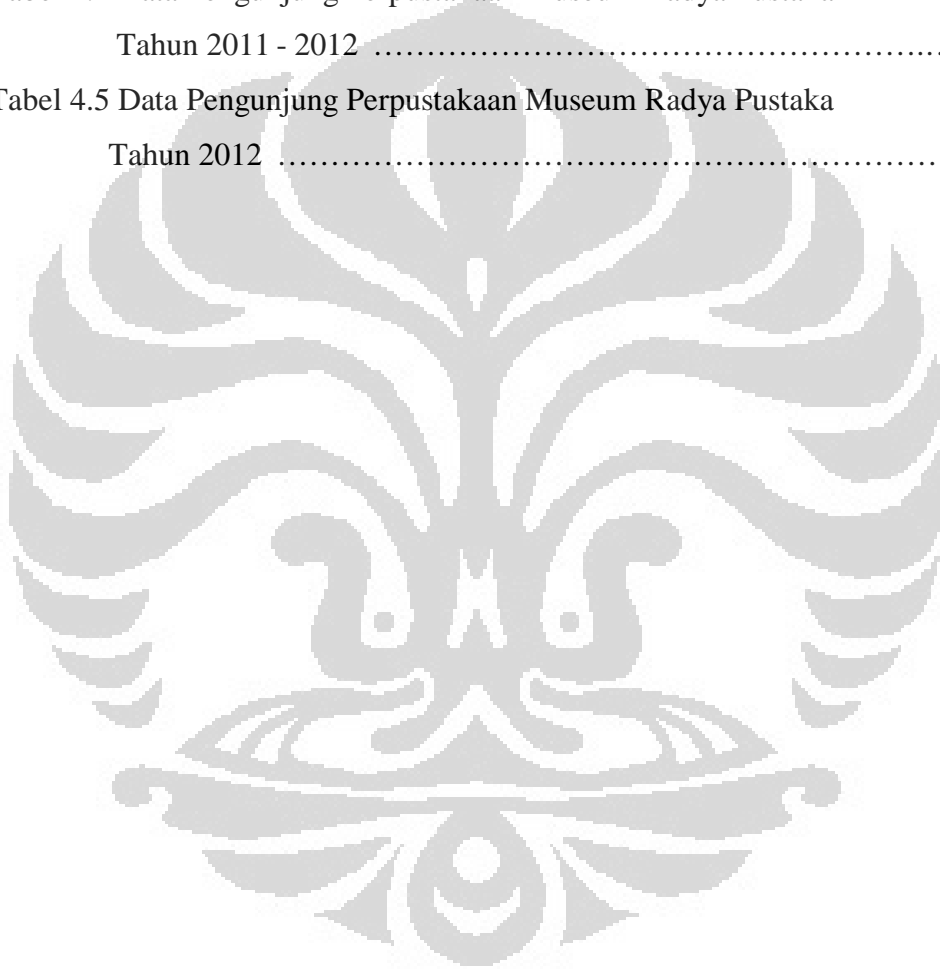 Tahun 2011 - 2012 ……………………………………………………
Tabel 4.5 Data Pengunjung Perpustakaan Museum Radya Pustaka
Tahun 2012 ………………………………………………………………